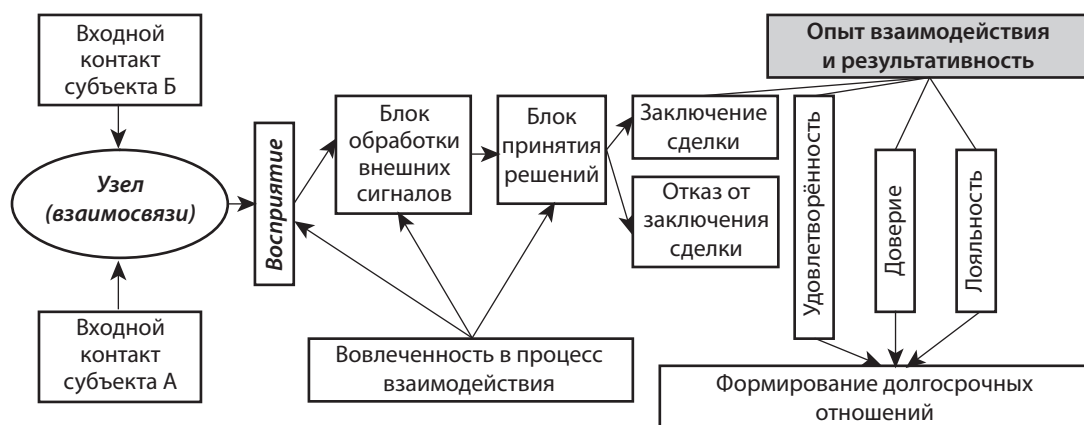 Входной
контакт
субъекта Б
Узел
(взаимосвязи)
Входной
контакт
субъекта А
Восприятие
Блок
обработки
внешних
сигналов
Блок
принятия
решений
Заключение
сделки
Отказ от
заключения
сделки
Вовлеченность в процесс
взаимодействия
Опыт взаимодействия
и результативность
Удовлетворённость
Доверие
Лояльность
Формирование долгосрочных
отношений